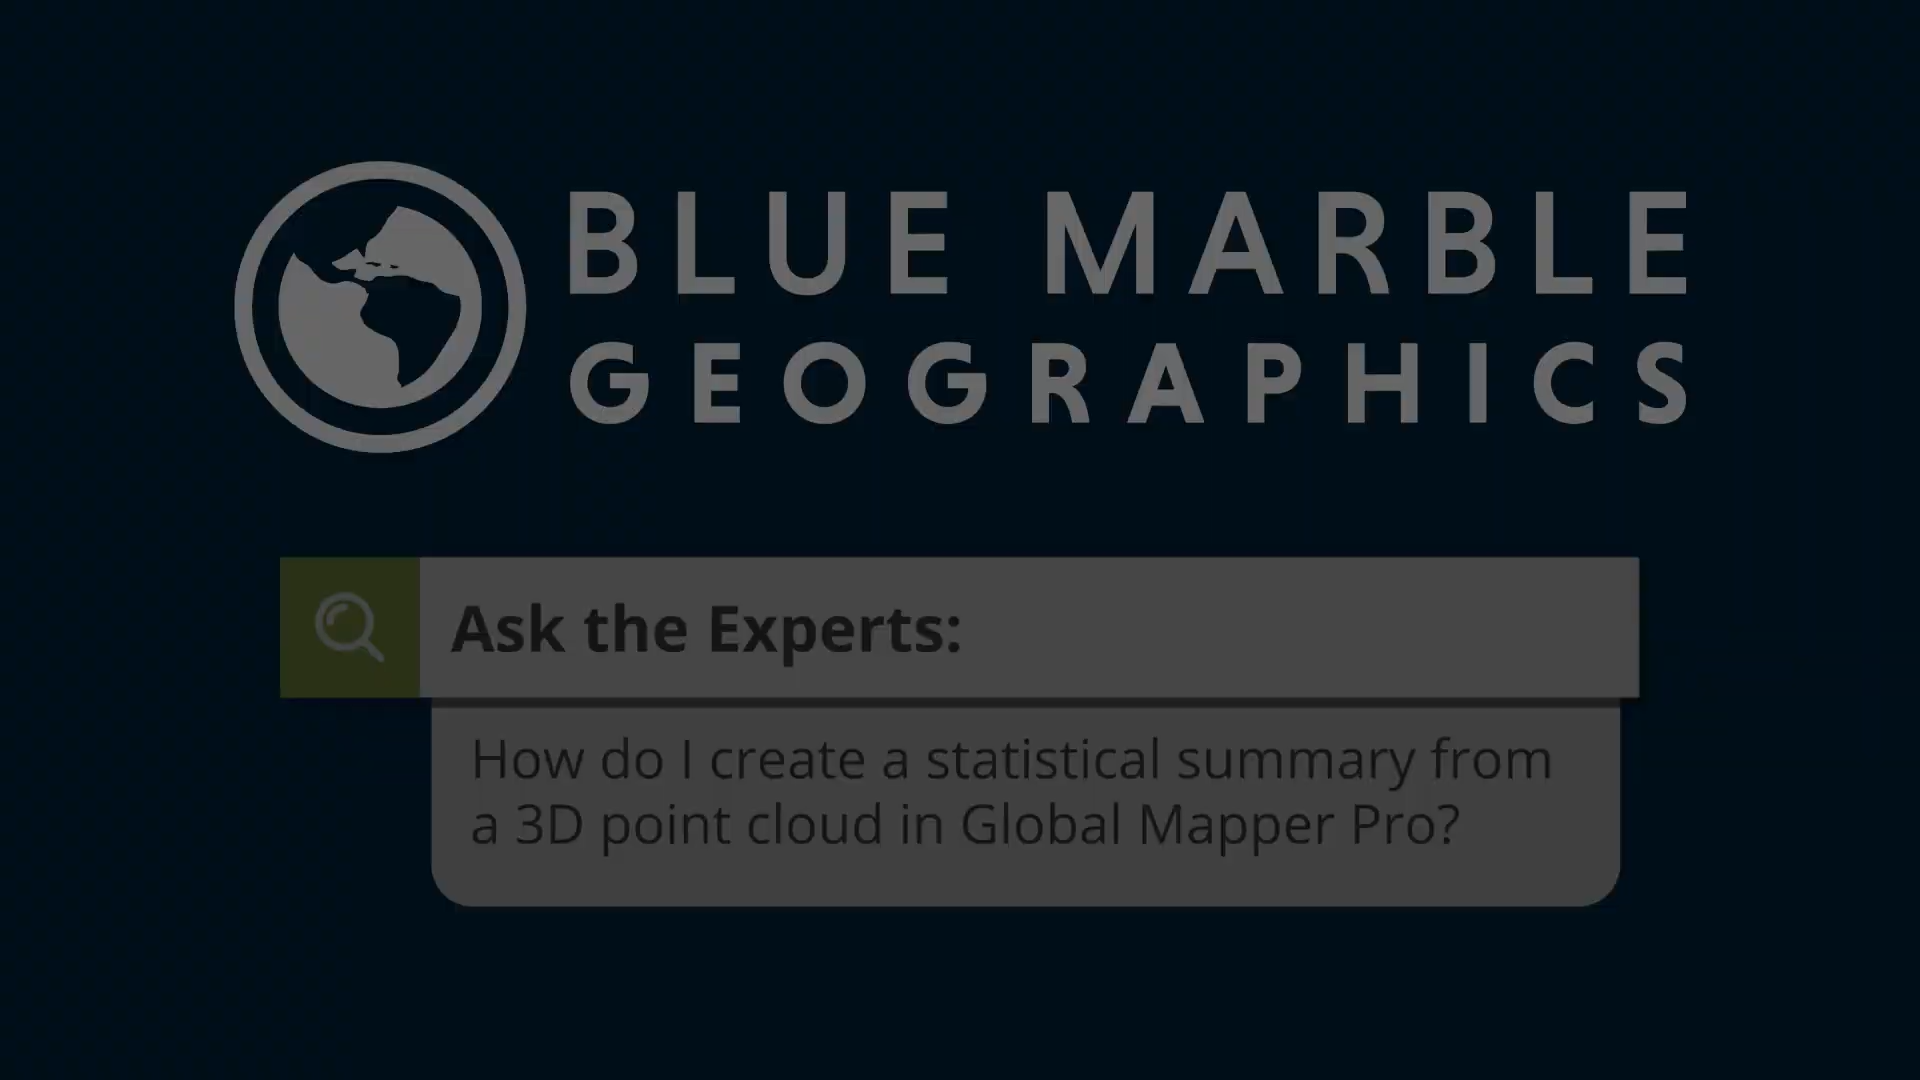 BLUE MARBLE
GEOGRAPHICS
Ask the Experts:
How do I create a statistical summary from
a 3D point cloud in Global Mapper Pro?